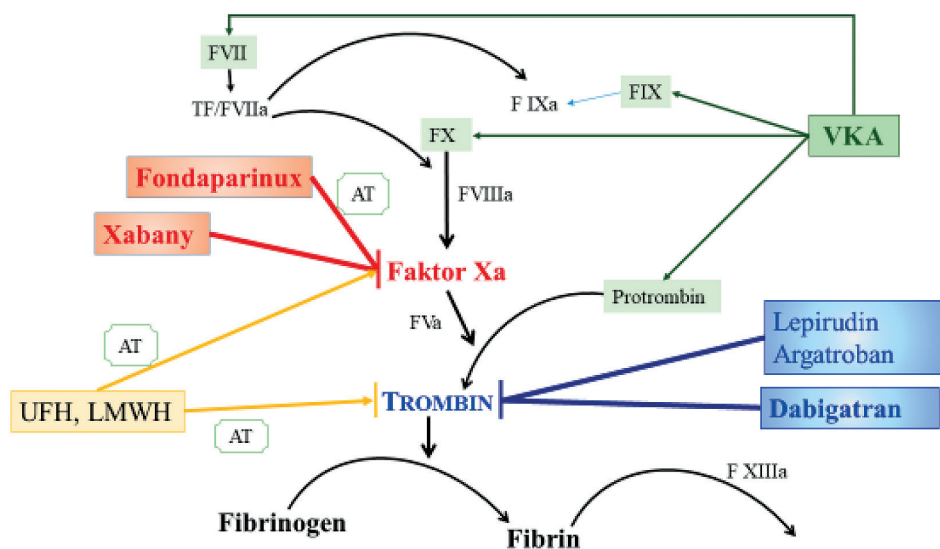 FVII
TF/FVIIa
F IXa
FIX
VKA
FX
Fondaparinux
AT
FVIIIa
Xabany
Faktor Xa
Protrombin
FVa
Lepirudin
Argatroban
AT
UFH, LMWH
TROMBIN
Dabigatran
AT
F XIIIa
Fibrinogen
Fibrin